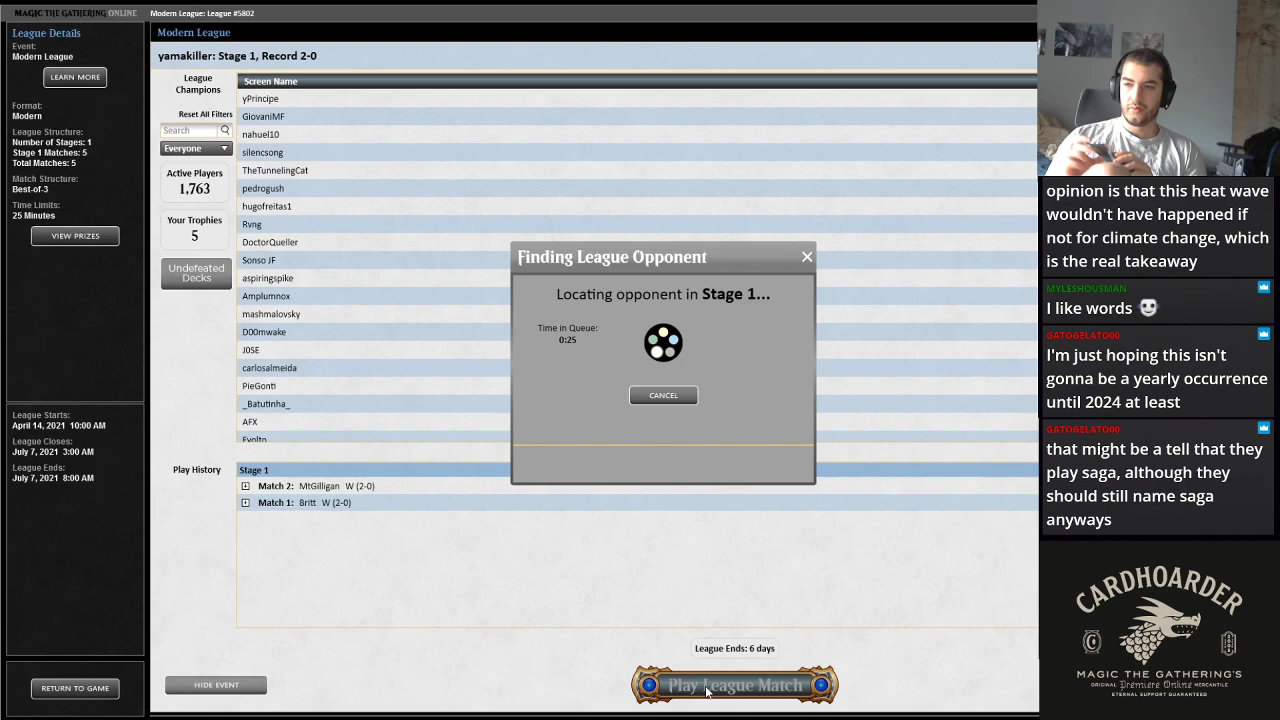 MAGIC THE GATHERING ONLINE
Modern League: League #5802
League Details
Event:
Modern League
LEARN MORE
Format:
Modern
League Structure:
Number of Stages: 1
Stage 1 Matches: 5
Total Matches: 5
Match Structure:
Best-of-3
Time Limits:
25 Minutes
VIEW PRIZES
League Starts:
April 14, 2021 10:00 AM
League Closes:
July 7, 2021 3:00 AM
League Ends:
July 7, 2021 8:00 AM
RETURN TO GAME
Modern League
yamakiller: Stage 1, Record 2-0
League
Champions
Reset All Filters
Search
Everyone
Active Players
1,763
Your Trophies
5
Undefeated
Decks
Screen Name
yPrincipe
GiovaniMF
nahuel10
silencsong
TheTunnelingCat
pedrogush
hugofreitas1
Rvng
DoctorQueller
Sonso JF
aspiringspike
Amplumnox
mashmalovsky
D00mwake
J0SE
carlosalmeida
PieGonti
_Batutinha_
AFX
Evolto
Play History
Stage 1
Match 2: MtGilligan W (2-0)
Match 1: Britt W (2-0)
League Ends: 6 days
HIDE EVENT
Play League Match
Finding League Opponent
Locating opponent in Stage 1...
Time in Queue:
0:25
CANCEL
opinion is that this heat wave
wouldn't have happened if
not for climate change, which
is the real takeaway
MYLESHOUSMAN
I like words
GATOGELATO00
I'm just hoping this isn't
gonna be a yearly occurrence
until 2024 at least
GATOGELATO00
that might be a tell that they
play saga, although they
should still name saga
anyways
CARDHOARDER
MAGIC THE GATHERING'S
ORIGINAL Premiere Online MERCANTILE
ETERNAL SUPPORT GUARANTEED